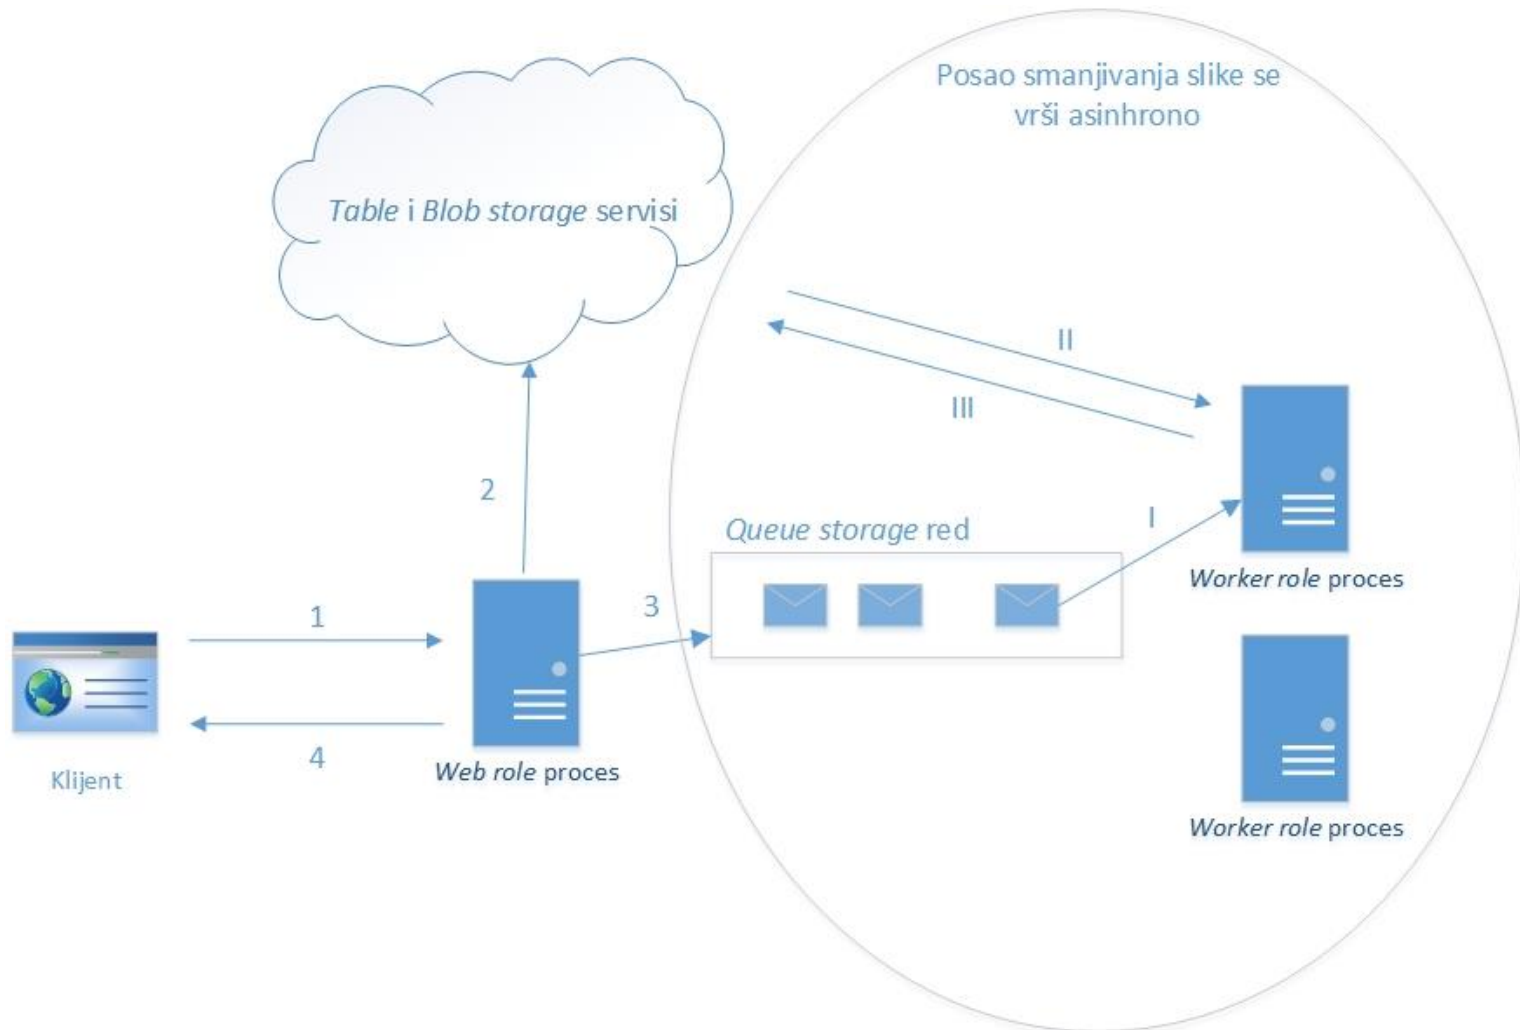 Posao smanjivanja slike se
vrši asinhrono
Table i Blob storage servisi
II
III
2
I
Queue storage red
Worker role proces
1
3
4
Klijent
Web role proces
Worker role proces